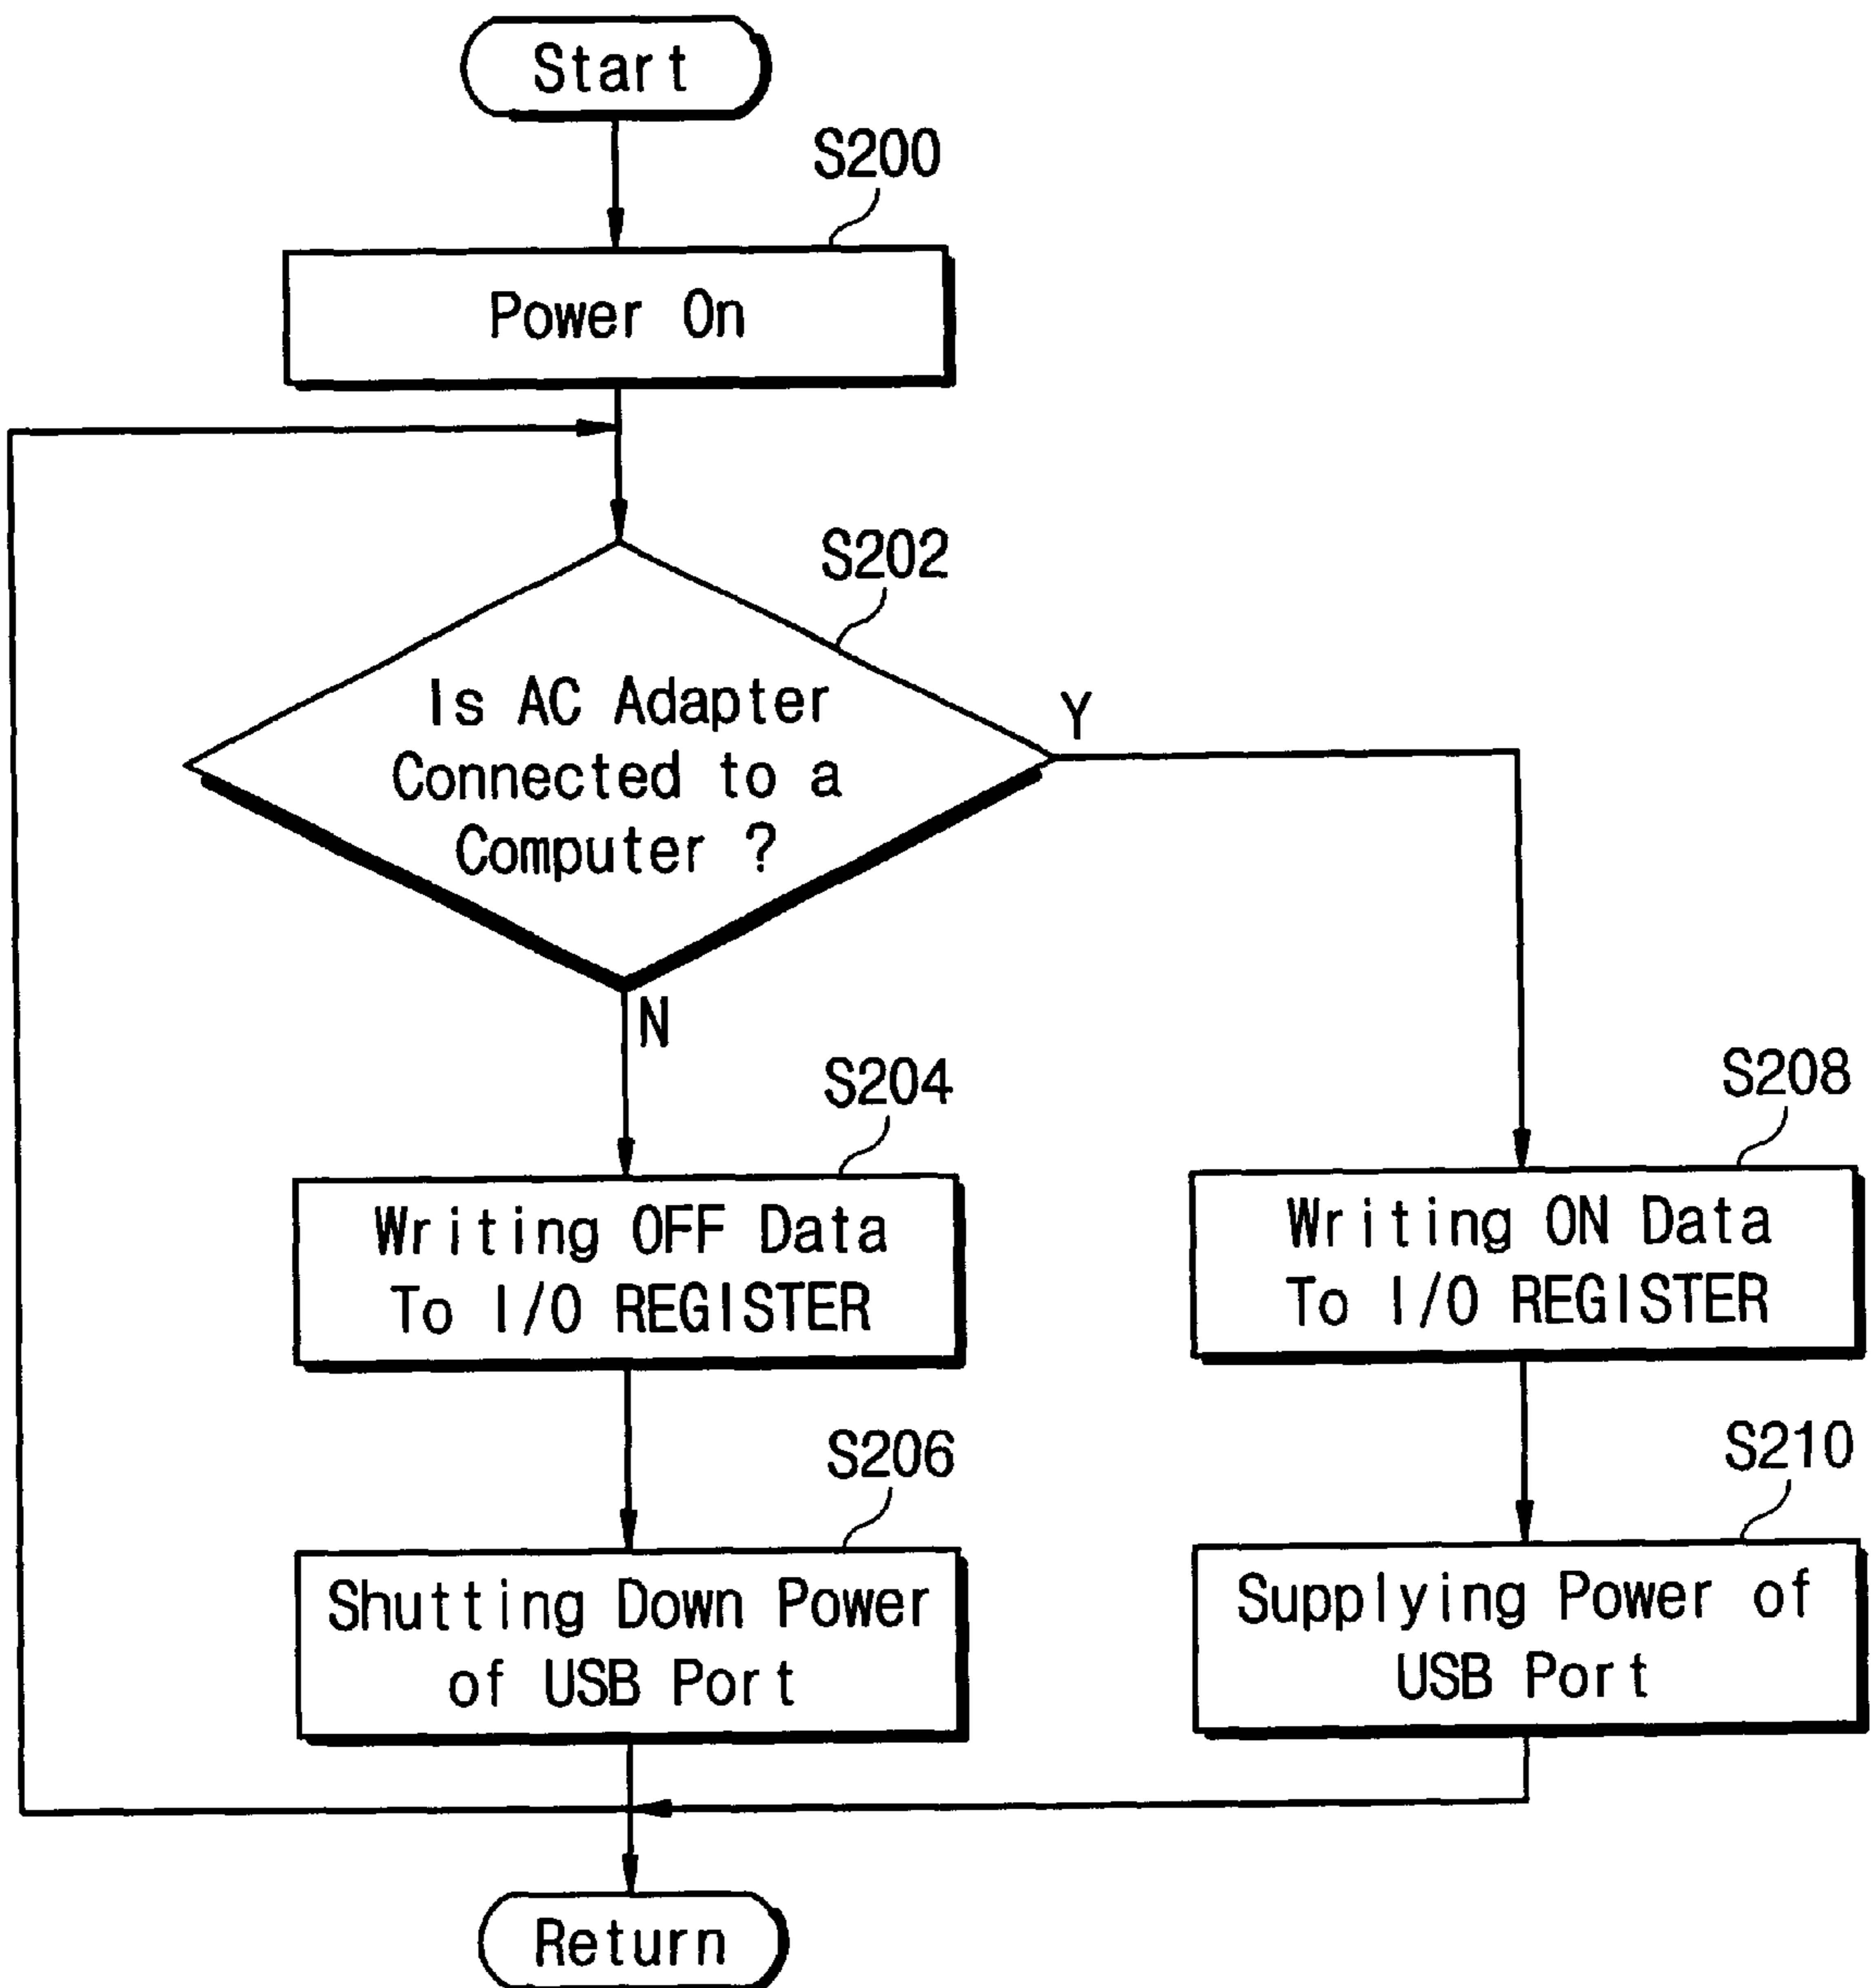 Start
S200
Power On
S202
Is AC Adapter
Connected to a
Computer ?
Y
N
S204
Writing OFF Data
To I/O REGISTER
S208
Writing ON Data
To I/O REGISTER
S206
Shutting Down Power
of USB Port
S210
Supplying Power of
USB Port
Return